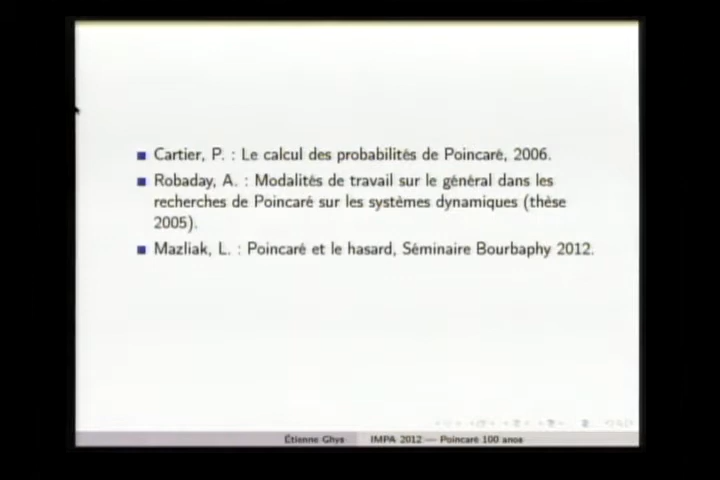 Cartier, P. : Le calcul des probabilités de Poincaré, 2006.
Robaday, A. : Modalités de travail sur le général dans les
recherches de Poincaré sur les systèmes dynamiques (thèse
2005).
Mazliak, L. : Poincaré et le hasard, Séminaire Bourbaphy 2012.
Étienne Ghys IMPA 2012 — Poincaré 100 anos